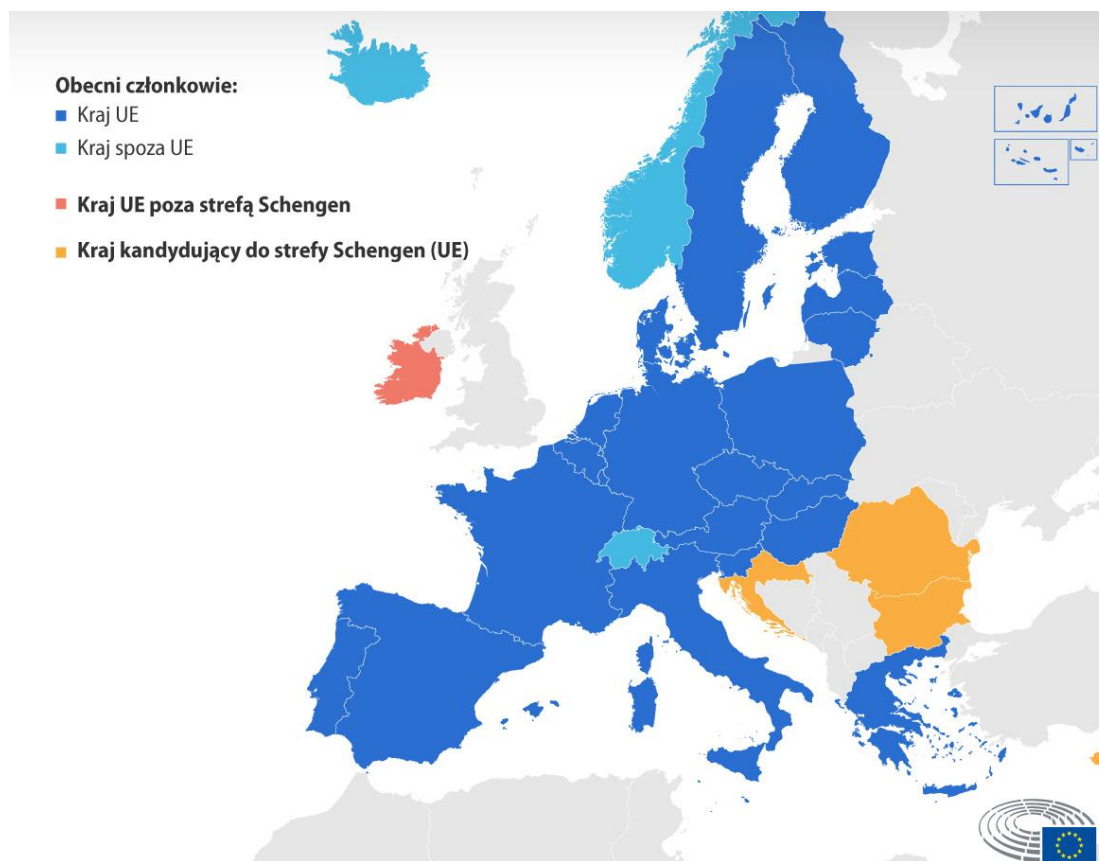 Obecni członkowie:
Kraj UE
Kraj spoza UE
Kraj UE poza strefą Schengen
Kraj kandydujący do strefy Schengen (UE)